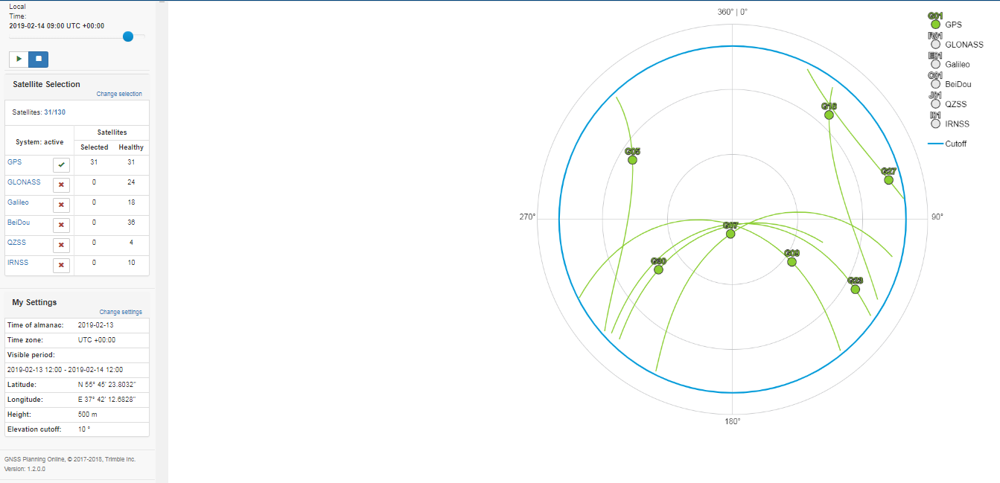 Local
Time:
2019-02-14 09:00 UTC +00:00
Satellite Selection
Change selection
Satellites: 31/130
System: active
Satellites
Selected Healthy
GPS 31 31
GLONASS 0 24
Galileo 0 18
BeiDou 0 36
QZSS 0 4
IRNSS 0 10
My Settings
Change settings
Time of almanac: 2019-02-13
Time zone: UTC +00:00
Visible period:
2019-02-13 12:00 - 2019-02-14 12:00
Latitude: N 55° 45' 23.8032"
Longitude: E 37° 42' 12.6828"
Height: 500 m
Elevation cutoff: 10 °
GNSS Planning Online, © 2017-2018, Trimble Inc.
Version: 1.2.0.0
360° | 0°
G16
G05
G27
270°
90°
G07
G09
G30
G23
180°
G01
GPS
R01
GLONASS
E01
Galileo
C01
BeiDou
J01
QZSS
I01
IRNSS
Cutoff